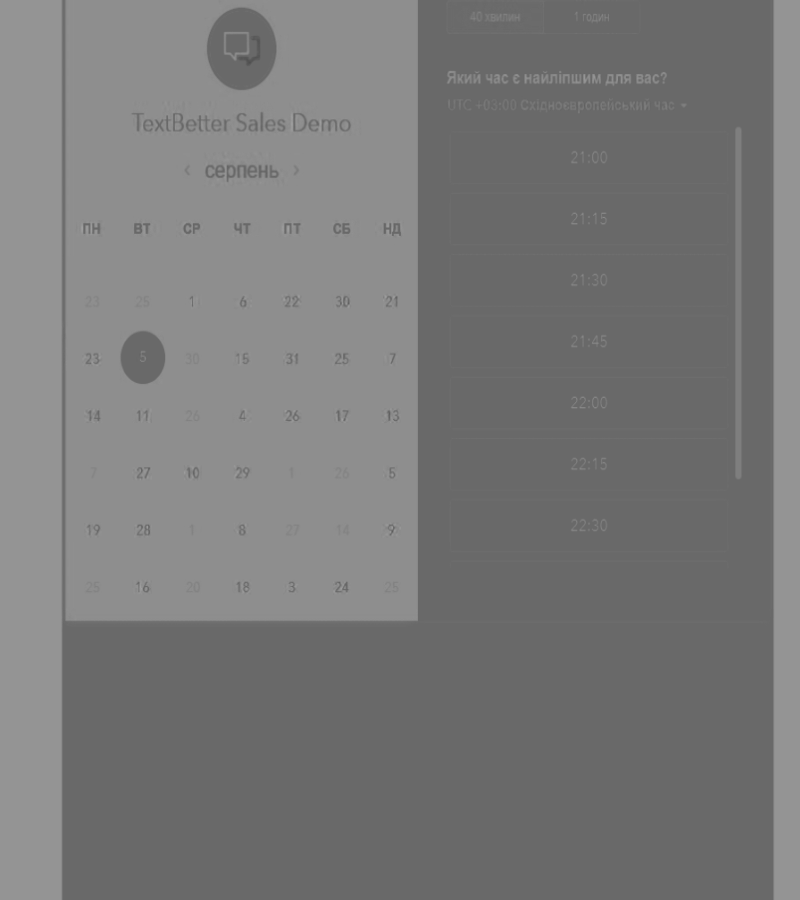 TextBetter Sales Demo
‹ серпень ›
ПН ВТ СР ЧТ ПТ СБ НД
23 25 1 6 22 30 21
23 5 30 15 31 25 7
14 11 26 4 26 17 13
7 27 10 29 1 26 5
19 28 1 8 27 14 9
25 16 20 18 3 24 25
40 хвилин 1 годин
Який час є найліпшим для вас?
UTC +03:00 Східноєвропейський час
21:00
21:15
21:30
21:45
22:00
22:15
22:30